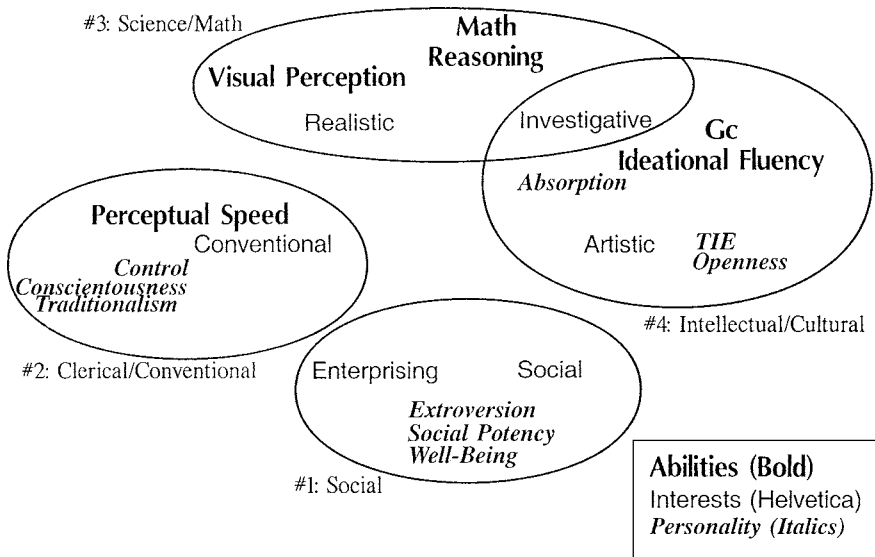 #3: Science/Math
Math
Reasoning
Visual Perception
Realistic
Investigative
Gc
Ideational Fluency
Absorption
Artistic
TIE
Openness
#4: Intellectual/Cultural
Perceptual Speed
Conventional
Control
Conscientousness
Traditionalism
#2: Clerical/Conventional
Enterprising
Social
Extroversion
Social Potency
Well-Being
#1: Social
Abilities (Bold)
Interests (Helvetica)
Personality (Italics)